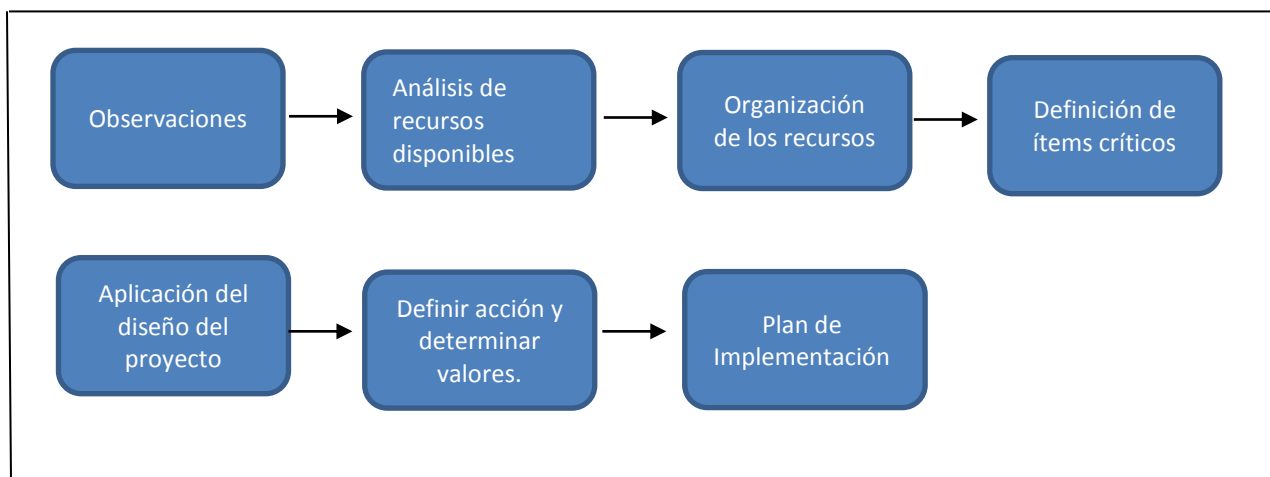 Observaciones
Análisis de
recursos
disponibles
Organización
de los recursos
Definición de
ítems críticos
Aplicación del
diseño del
proyecto
Definir acción y
determinar
valores.
Plan de
Implementación